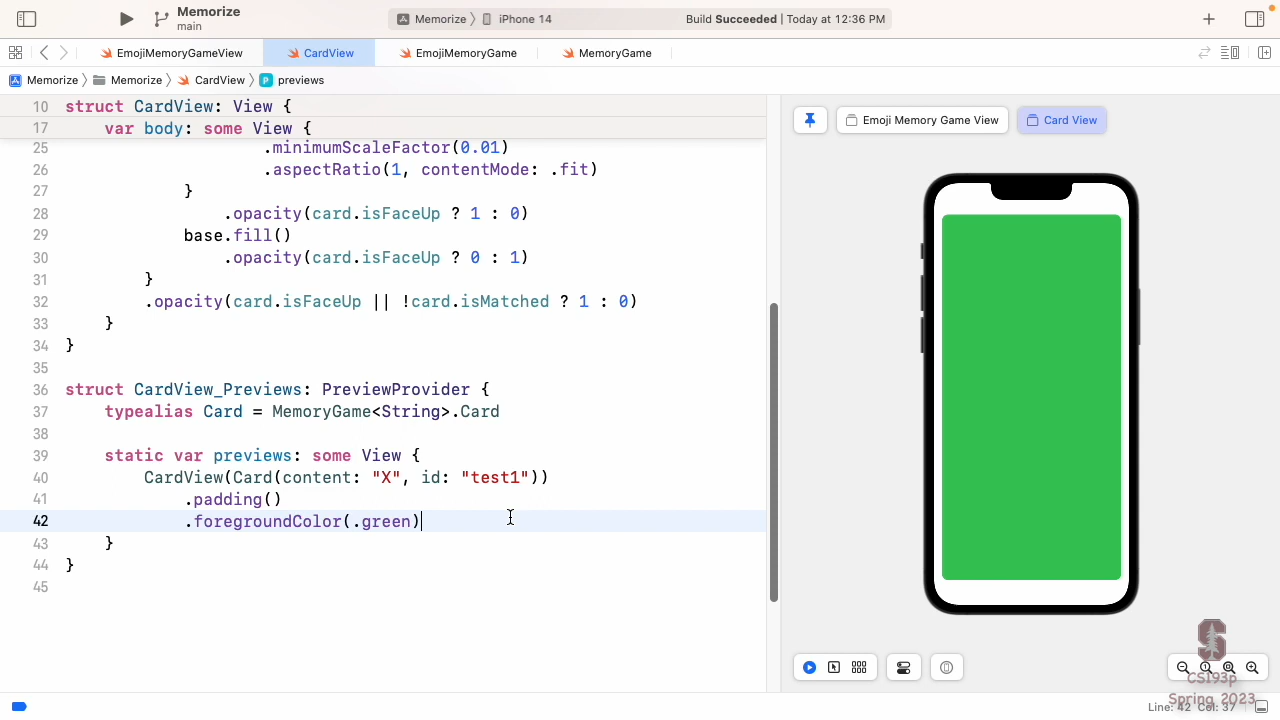 Memorize
main
Memorize 〉 iPhone 14
Build Succeeded | Today at 12:36 PM
EmojiMemoryGameView
CardView
EmojiMemoryGame
MemoryGame
Memorize 〉 Memorize 〉 CardView 〉 P previews
10 struct CardView: View {
17 var body: some View {
25 .minimumScaleFactor(0.01)
26 .aspectRatio(1, contentMode: .fit)
27 }
28 .opacity(card.isFaceUp ? 1 : 0)
29 base.fill()
30 .opacity(card.isFaceUp ? 0 : 1)
31 }
32 .opacity(card.isFaceUp || !card.isMatched ? 1 : 0)
33 }
34 }
35
36 struct CardView_Previews: PreviewProvider {
37 typealias Card = MemoryGame<String>.Card
38
39 static var previews: some View {
40 CardView(Card(content: "X", id: "test1"))
41 .padding()
42 .foregroundColor(.green)
43 }
44 }
45
Emoji Memory Game View
Card View
CS193p
Spring 2023
Line: 42 Col: 37